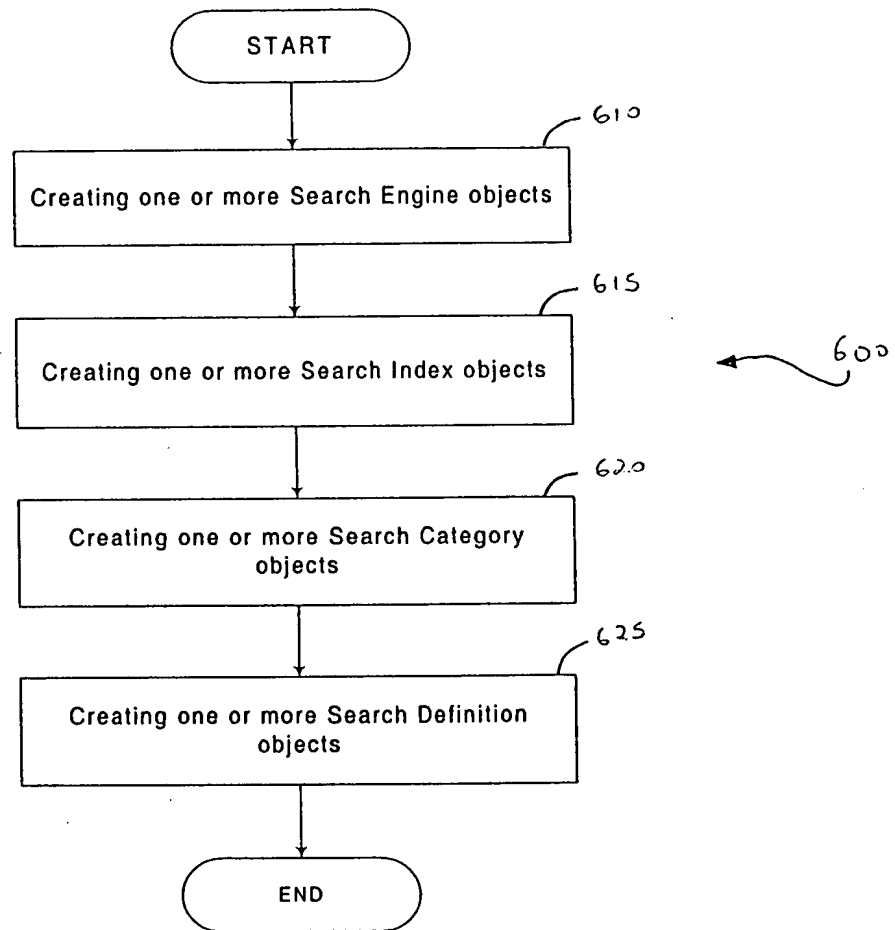 START
610
Creating one or more Search Engine objects
615
Creating one or more Search Index objects
600
620
Creating one or more Search Category
objects
625
Creating one or more Search Definition
objects
END